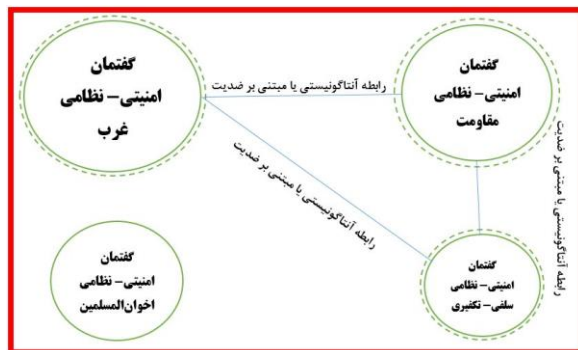 گفتمان
امنیتی- نظامی
مقاومت
رابطه آنتاگونیستی یا مبتنی بر ضدیت
گفتمان
امنیتی- نظامی
غرب
رابطه آنتاگونیستی یا مبتنی بر ضدیت
رابطه آنتاگونیستی یا مبتنی بر ضدیت
گفتمان
امنیتی- نظامی
سلفی- تکفیری
گفتمان
امنیتی- نظامی
اخوان‌المسلمین